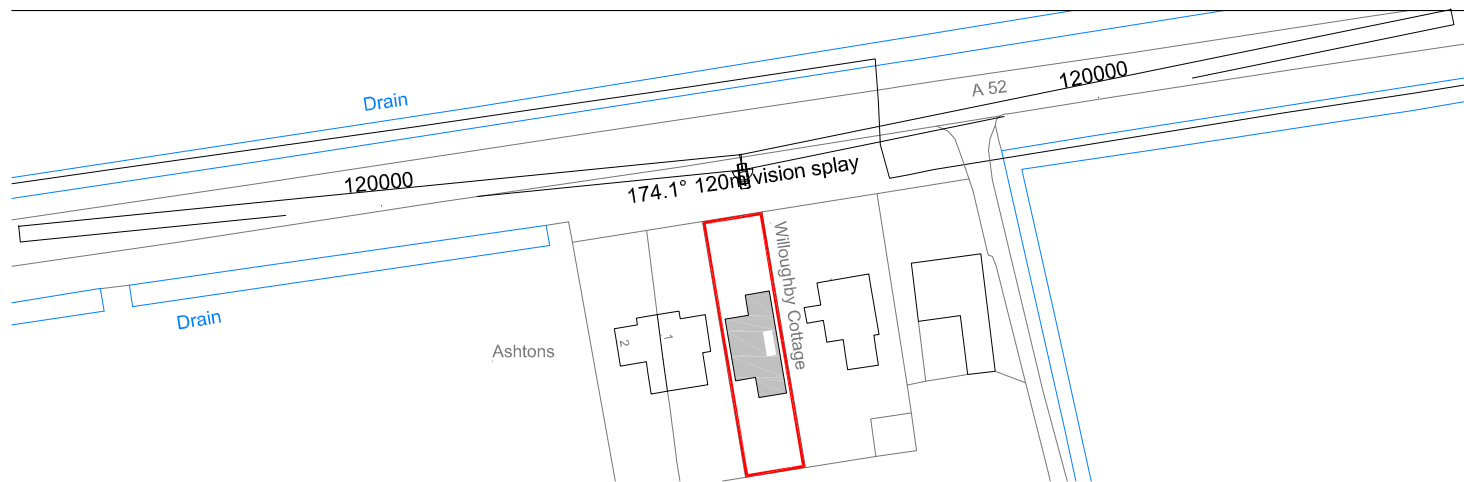 Drain
A 52
120000
120000
174.1° 120m vision splay
Willoughby Cottage
Drain
Ashtons
2
1